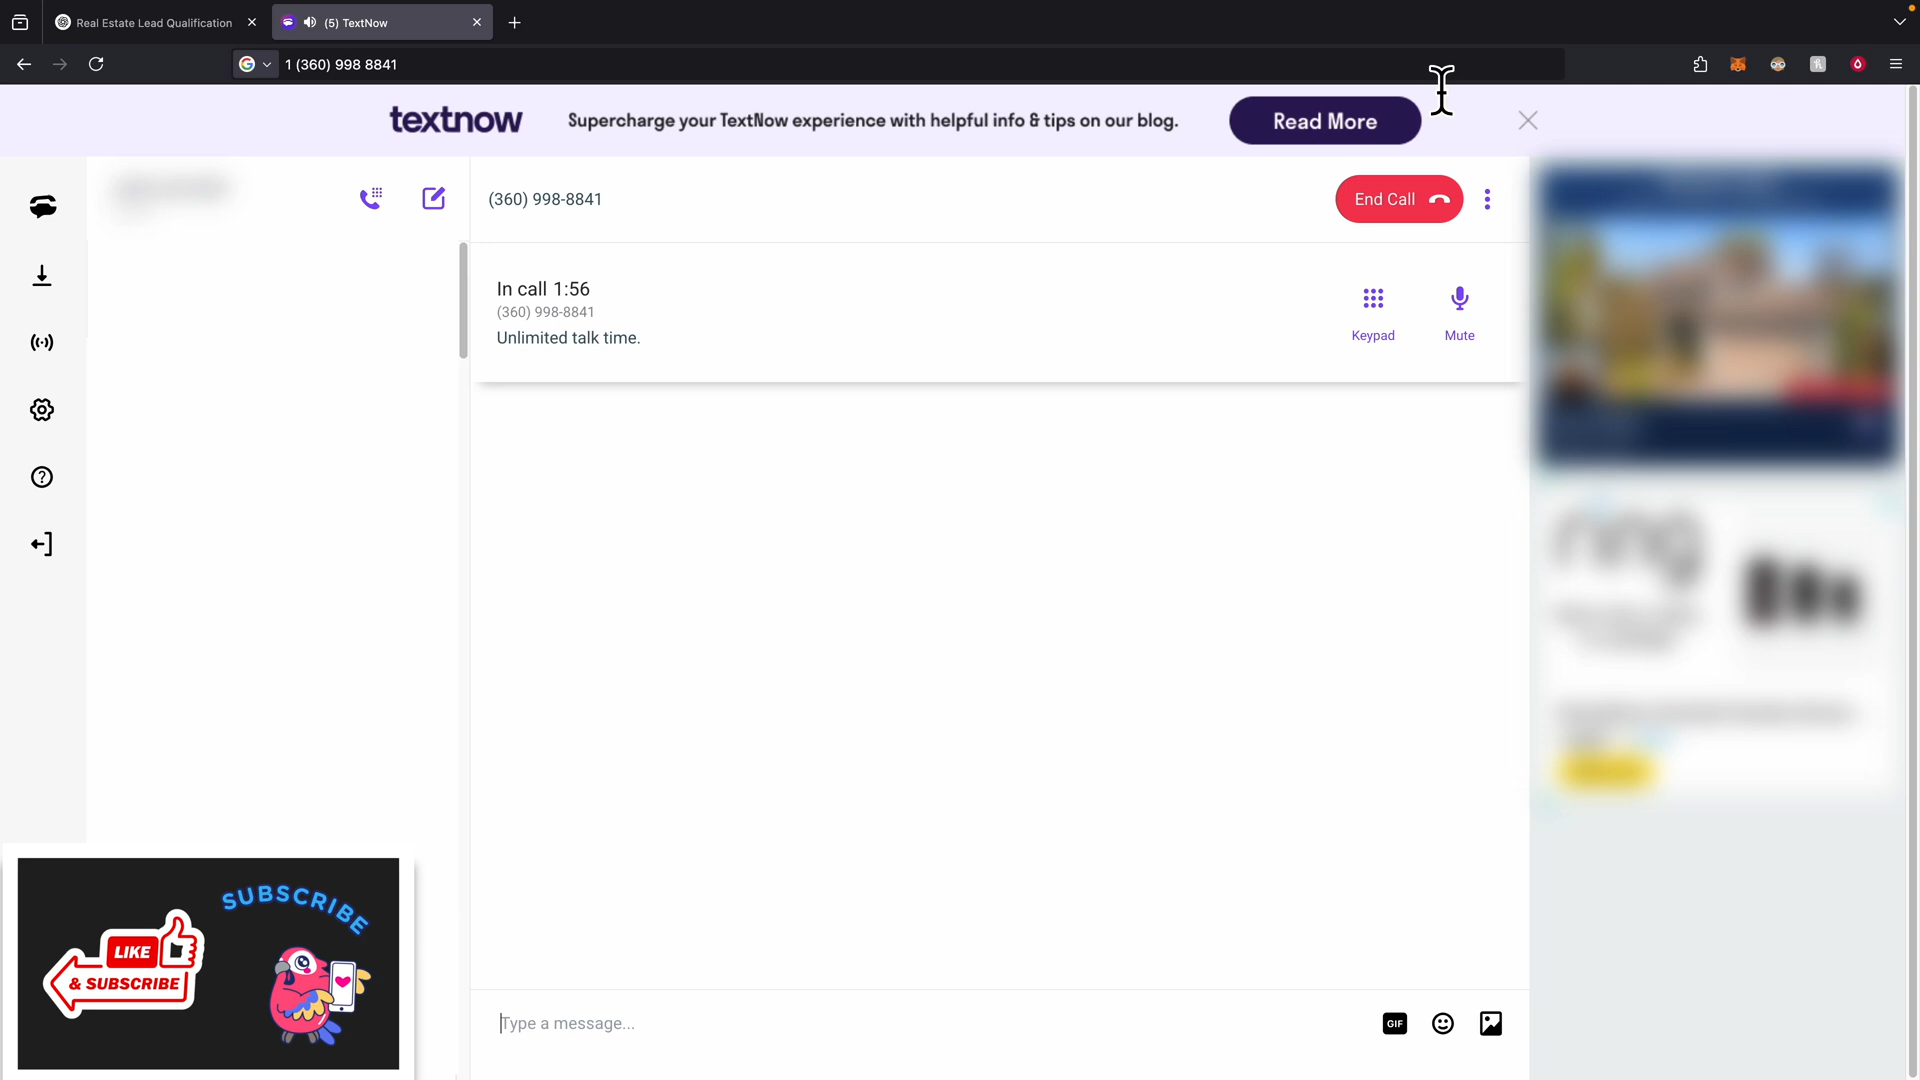 Real Estate Lead Qualification
(5) TextNow
1 (360) 998 8841
textnow
Supercharge your TextNow experience with helpful info & tips on our blog.
Read More
(360) 998-8841
End Call
In call 1:56
(360) 998-8841
Unlimited talk time.
Keypad
Mute
ring
SUBSCRIBE
LIKE
& SUBSCRIBE
Type a message...
GIF